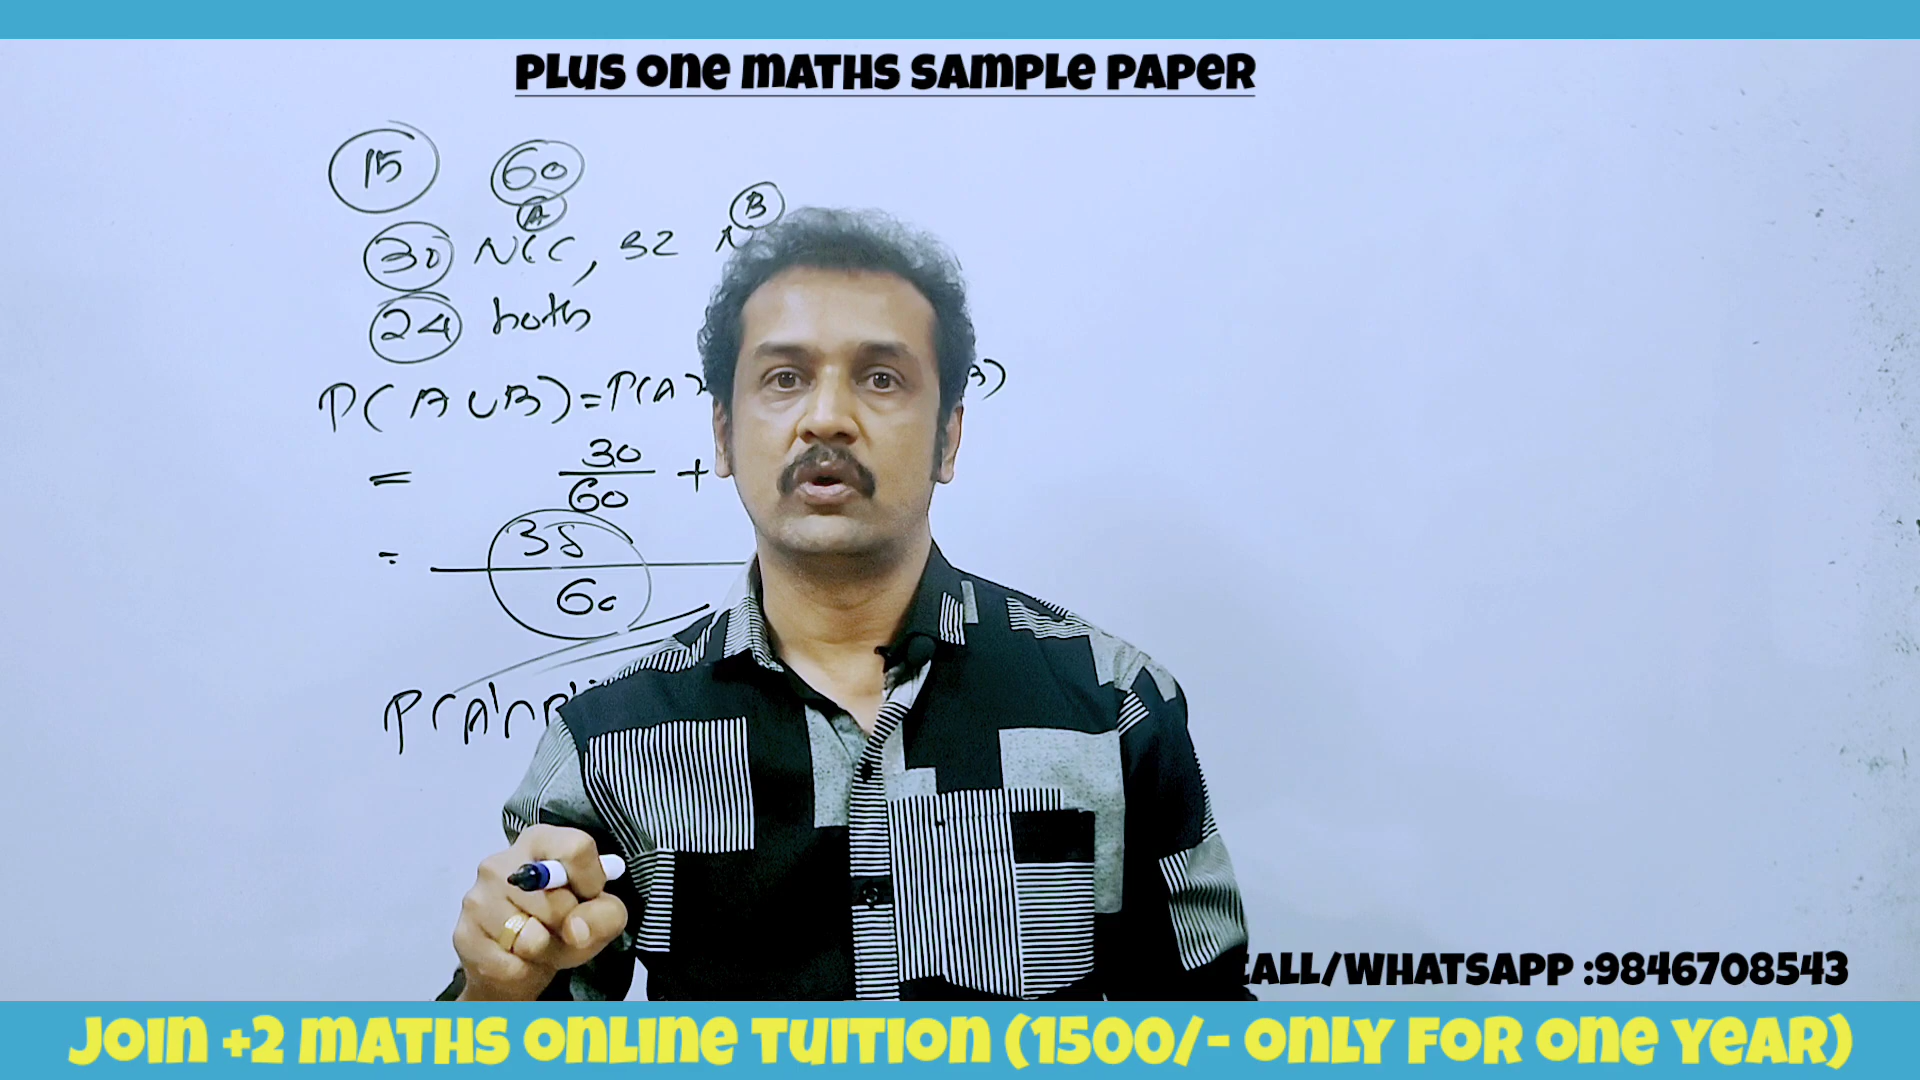 PLUS ONE MATHS SAMPLE PAPER
15 60
A B
30 NCC, 32 N
24 both
P(A∪B)=P(A)
= 30/60 +
= 38/60
P(A'∩B'
CALL/WHATSAPP :9846708543
JOIN +2 MATHS ONLINE TUITION (1500/- ONLY FOR ONE YEAR)